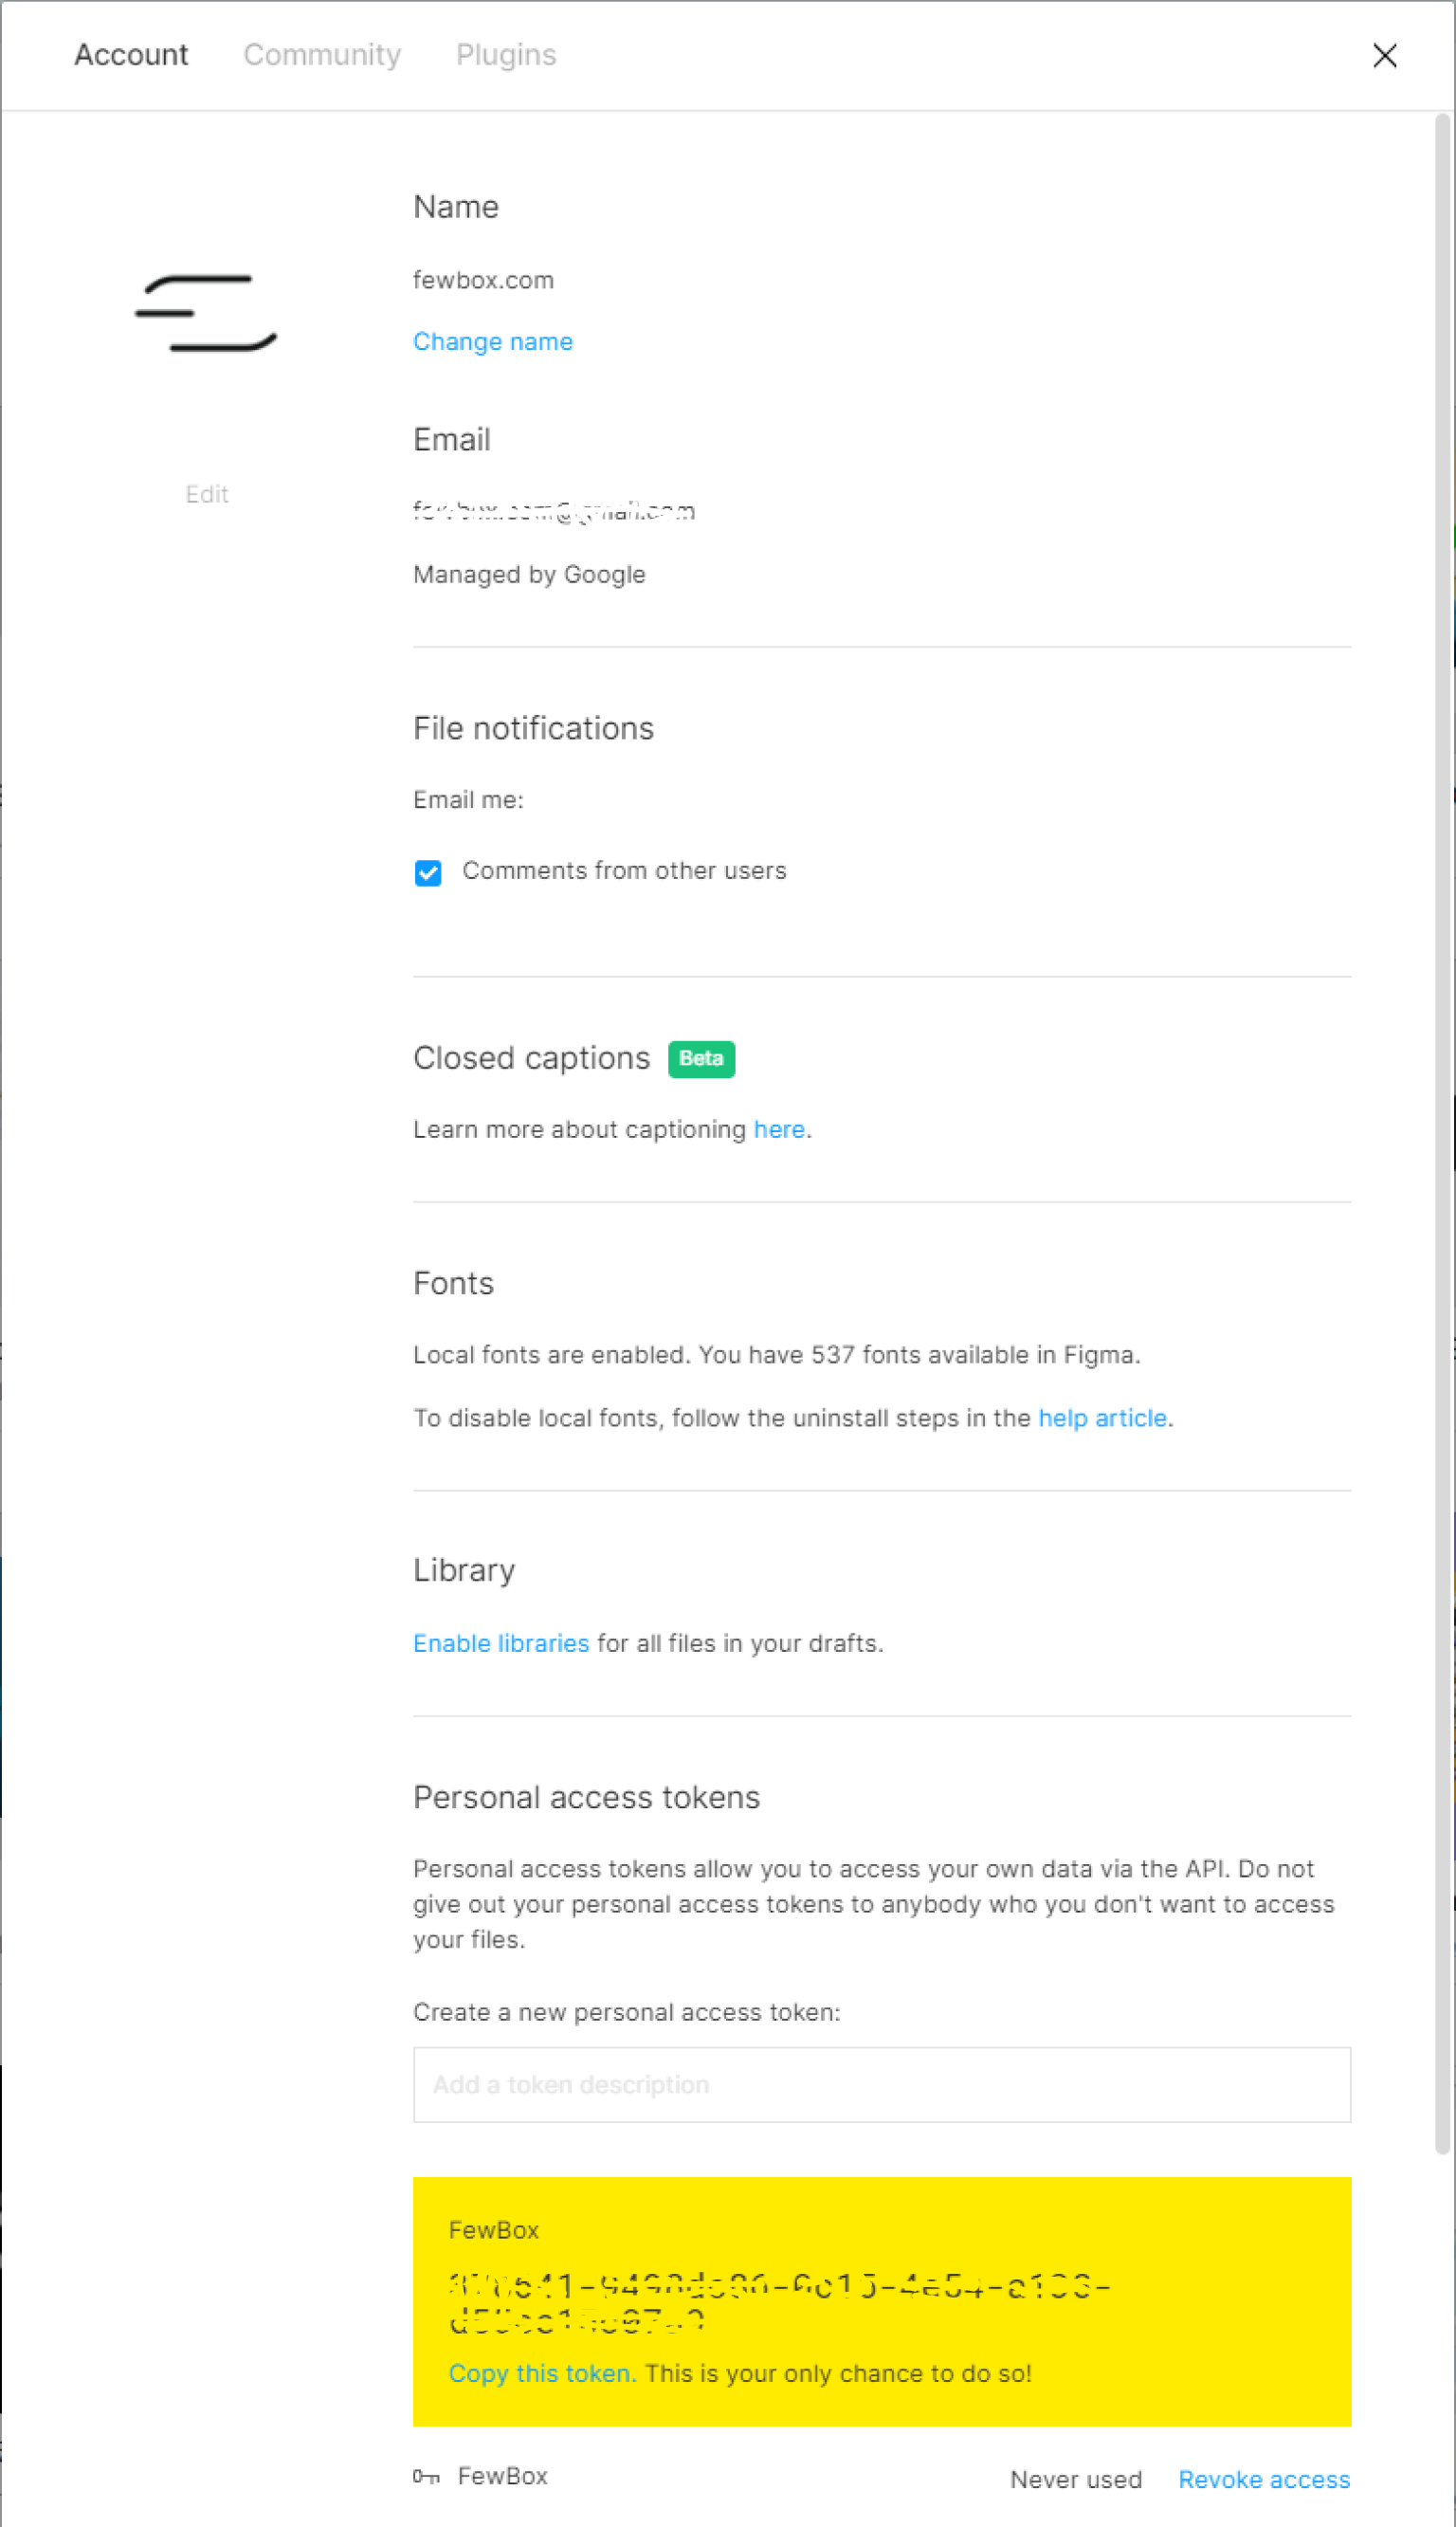 Account Community Plugins
Name
fewbox.com
Change name
Email
Edit
Managed by Google
File notifications
Email me:
Comments from other users
Closed captions Beta
Learn more about captioning here.
Fonts
Local fonts are enabled. You have 537 fonts available in Figma.
To disable local fonts, follow the uninstall steps in the help article.
Library
Enable libraries for all files in your drafts.
Personal access tokens
Personal access tokens allow you to access your own data via the API. Do not
give out your personal access tokens to anybody who you don't want to access
your files.
Create a new personal access token:
Add a token description
FewBox
Copy this token. This is your only chance to do so!
FewBox Never used Revoke access